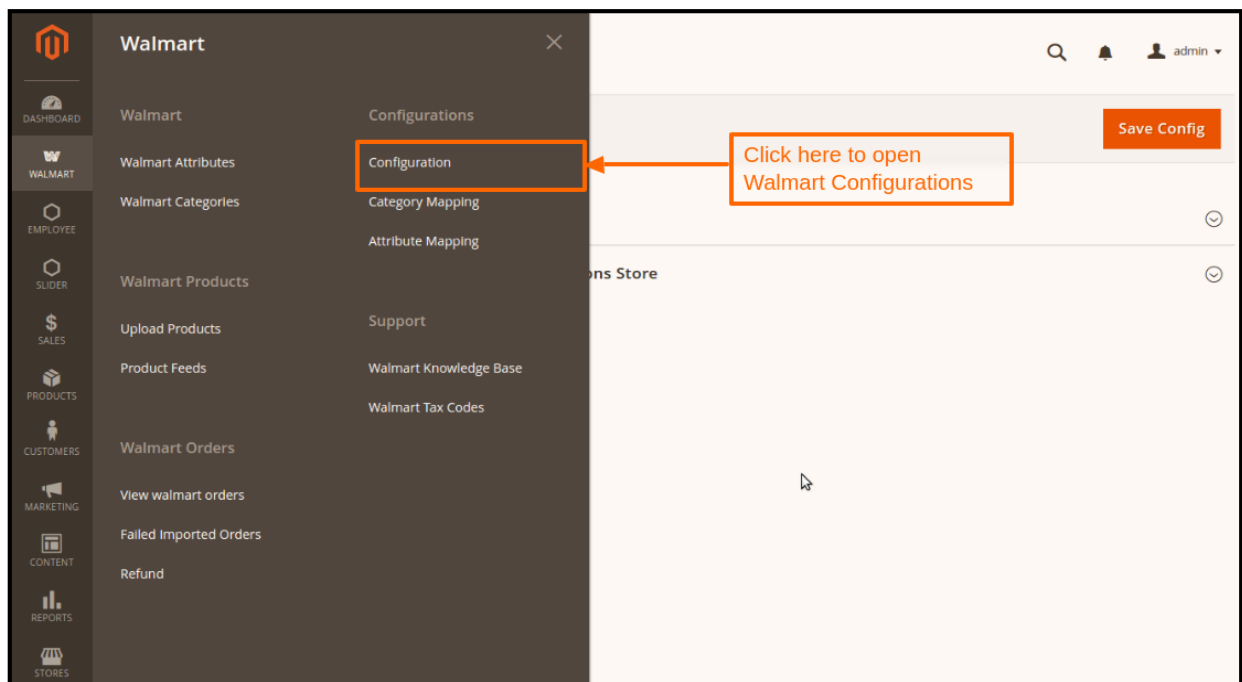 DASHBOARD
WALMART
EMPLOYEE
SLIDER
SALES
PRODUCTS
CUSTOMERS
MARKETING
CONTENT
REPORTS
STORES
Walmart
Walmart
Walmart Attributes
Walmart Categories
Walmart Products
Upload Products
Product Feeds
Walmart Orders
View walmart orders
Failed Imported Orders
Refund
Configurations
Configuration
Category Mapping
Attribute Mapping
Support
Walmart Knowledge Base
Walmart Tax Codes
admin
Save Config
Click here to open
Walmart Configurations
ons Store